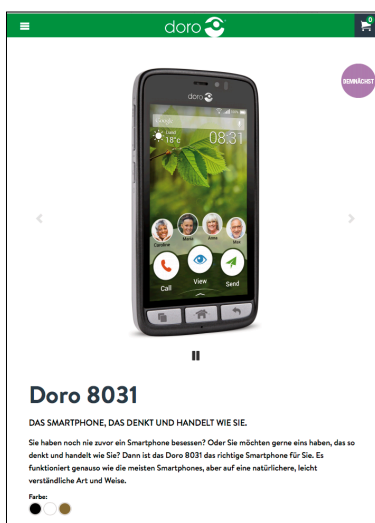 doro
0
DEMNÄCHST
doro
Google
18°c
08:31
Caroline
Maria
Anna
Max
Call
View
Send
Doro 8031
DAS SMARTPHONE, DAS DENKT UND HANDELT WIE SIE.
Sie haben noch nie zuvor ein Smartphone besessen? Oder Sie möchten gerne eins haben, das so
denkt und handelt wie Sie? Dann ist das Doro 8031 das richtige Smartphone für Sie. Es
funktioniert genauso wie die meisten Smartphones, aber auf eine natürlichere, leicht
verständliche Art und Weise.
Farbe: